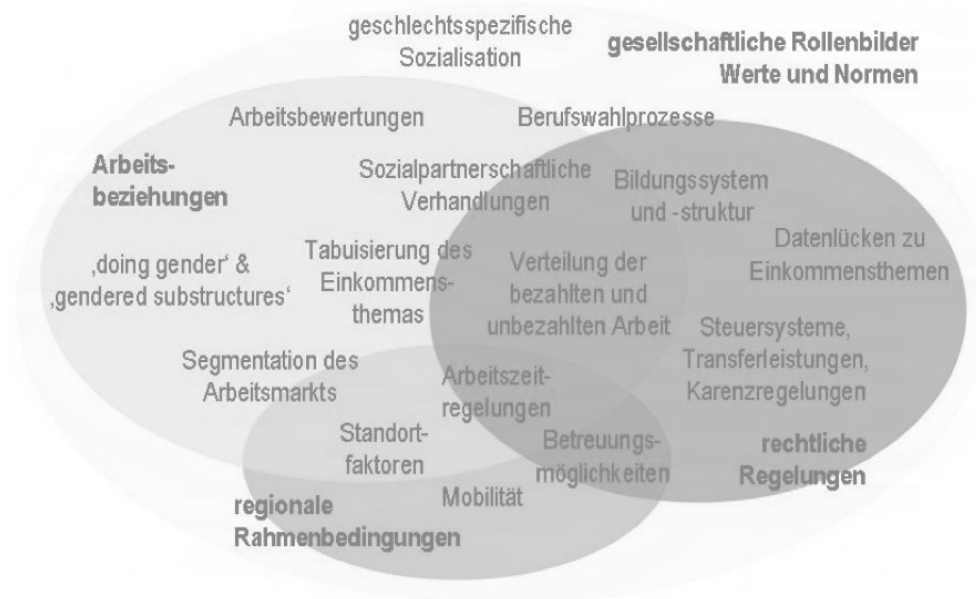 geschlechtsspezifische
Sozialisation
gesellschaftliche Rollenbilder
Werte und Normen
Arbeitsbewertungen
Berufswahlprozesse
Arbeits-
beziehungen
Sozialpartnerschaftliche
Verhandlungen
Bildungssystem
und -struktur
‚doing gender‘ &
‚gendered substructures‘
Tabuisierung des
Einkommens-
themas
Verteilung der
bezahlten und
unbezahlten Arbeit
Datenlücken zu
Einkommensthemen
Steuersysteme,
Transferleistungen,
Karenzregelungen
Segmentation des
Arbeitsmarkts
Arbeitszeit-
regelungen
Standort-
faktoren
Betreuungs-
möglichkeiten
rechtliche
Regelungen
Mobilität
regionale
Rahmenbedingungen